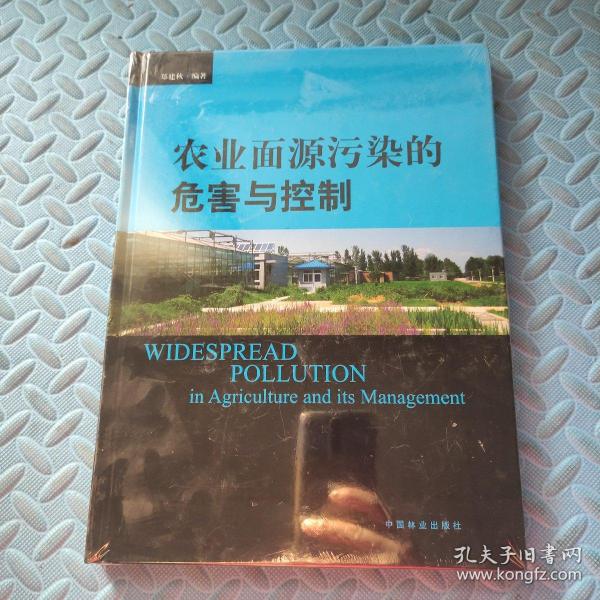 郑建秋·编著
农业面源污染的
危害与控制
WIDESPREAD
POLLUTION
in Agriculture and its Management
中国林业出版社
孔夫子旧书网
www.kongfz.com